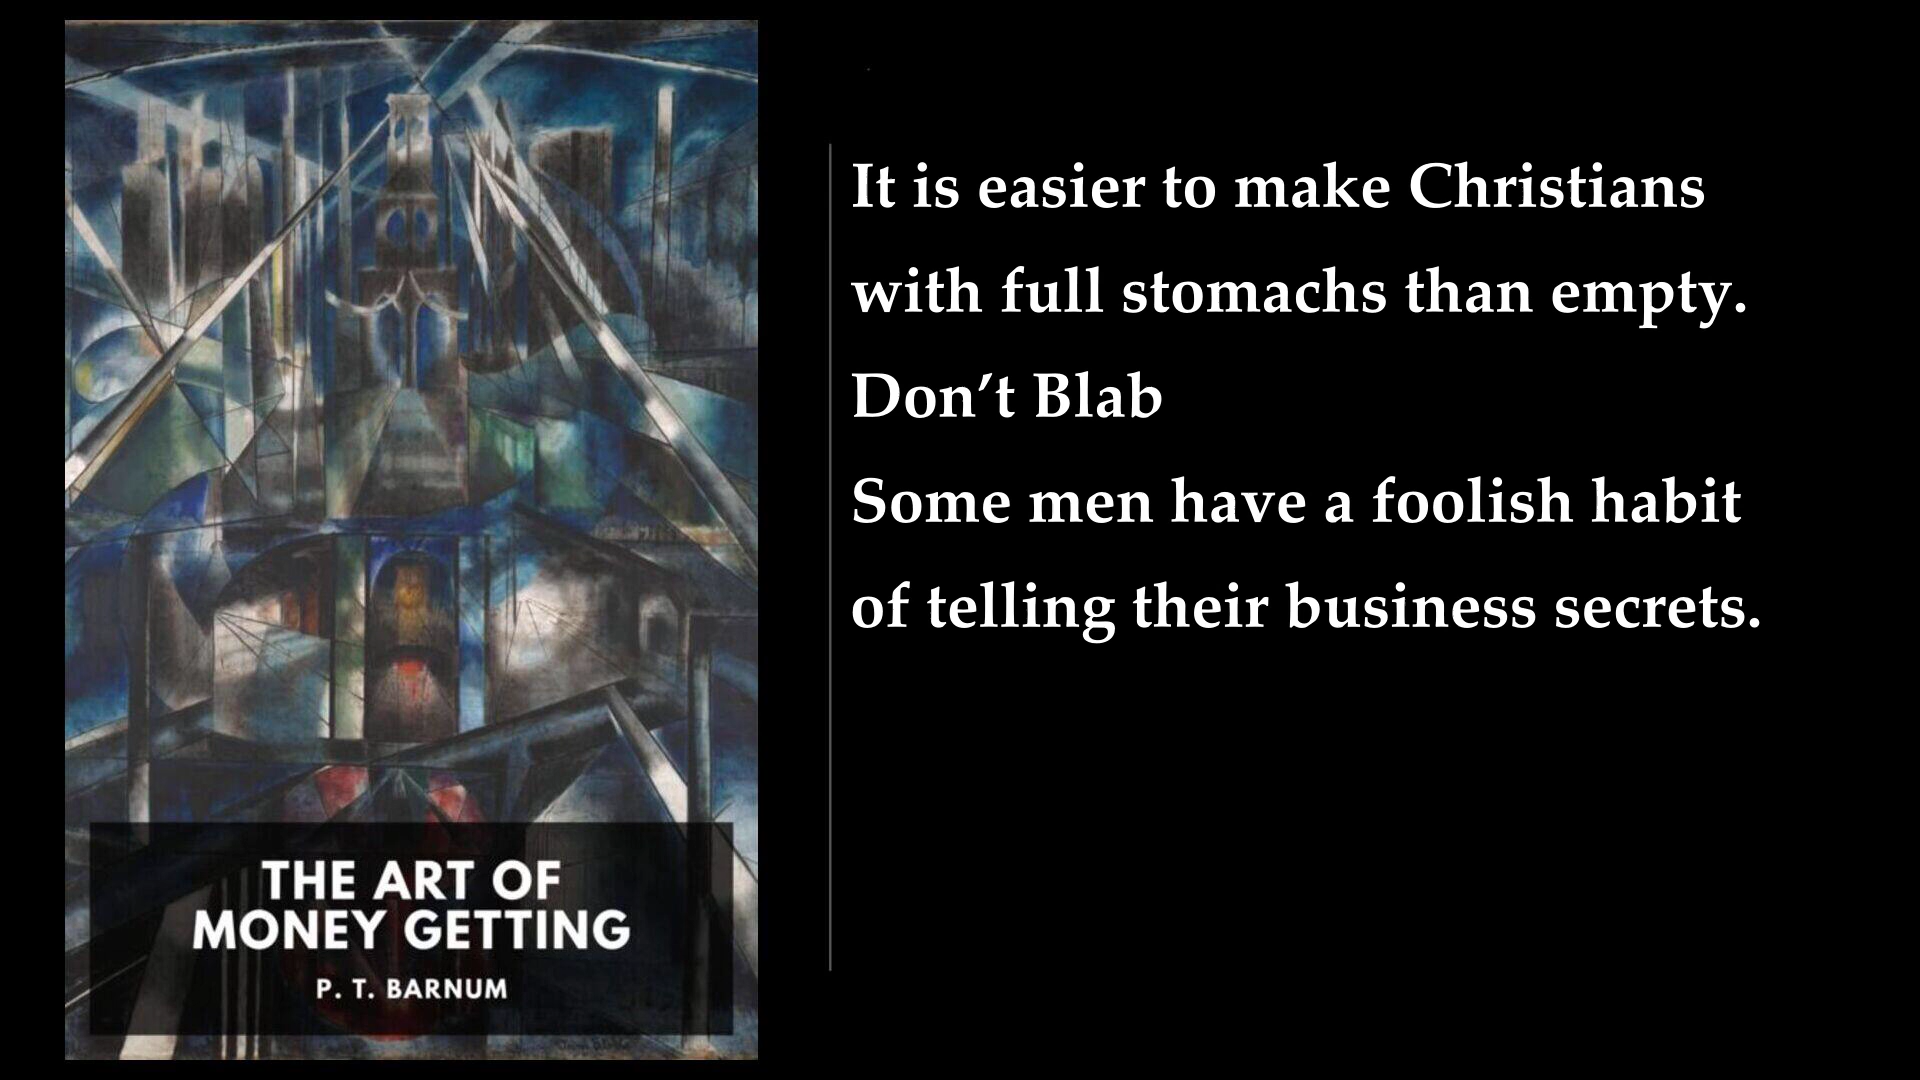 It is easier to make Christians
with full stomachs than empty.
Don’t Blab
Some men have a foolish habit
of telling their business secrets.
THE ART OF
MONEY GETTING
P. T. BARNUM